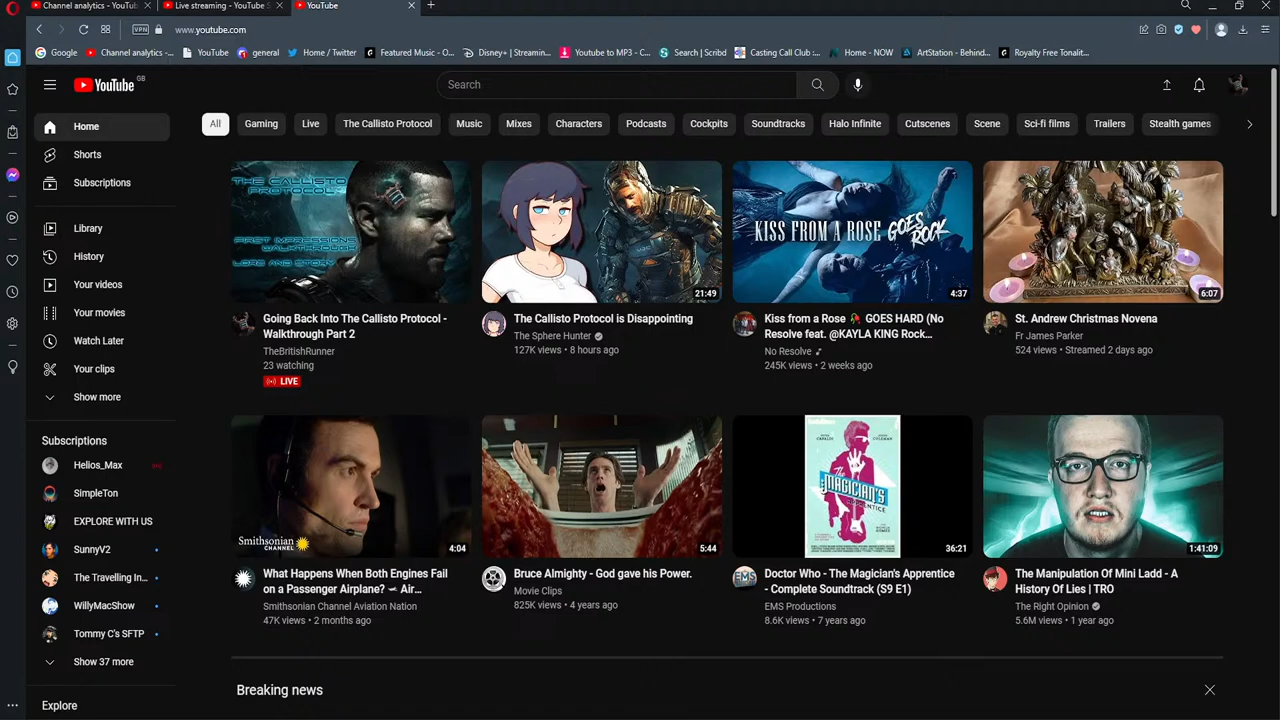 Channel analytics - YouTub
Live streaming - YouTube S
YouTube
VPN
www.youtube.com
Google
Channel analytics -...
YouTube
general
Home / Twitter
Featured Music - O...
Disney+ | Streamin...
Youtube to MP3 - C...
Search | Scribd
Casting Call Club :...
Home - NOW
ArtStation - Behind...
Royalty Free Tonalit...
YouTube GB
Search
All
Gaming
Live
The Callisto Protocol
Music
Mixes
Characters
Podcasts
Cockpits
Soundtracks
Halo Infinite
Cutscenes
Scene
Sci-fi films
Trailers
Stealth games
Home
Shorts
Subscriptions
Library
History
Your videos
Your movies
Watch Later
Your clips
Show more
Subscriptions
Helios_Max
SImpleTon
EXPLORE WITH US
SunnyV2
The Travelling In...
WillyMacShow
Tommy C's SFTP
Show 37 more
Explore
THE CALLISTO
PROTOCOL
FIRST IMPRESSIONS
WALKTHROUGH
LORE AND STORY
Going Back Into The Callisto Protocol -
Walkthrough Part 2
TheBritishRunner
23 watching
LIVE
21:49
The Callisto Protocol is Disappointing
The Sphere Hunter
127K views • 8 hours ago
KISS FROM A ROSE GOES ROCK
4:37
Kiss from a Rose 🥀 GOES HARD (No
Resolve feat. @KAYLA KING Rock...
No Resolve
245K views • 2 weeks ago
6:07
St. Andrew Christmas Novena
Fr James Parker
524 views • Streamed 2 days ago
Smithsonian
CHANNEL
4:04
What Happens When Both Engines Fail
on a Passenger Airplane? 🛩 Air...
Smithsonian Channel Aviation Nation
47K views • 2 months ago
5:44
Bruce Almighty - God gave his Power.
Movie Clips
825K views • 4 years ago
The
MAGICIAN'S
APPRENTICE
36:21
Doctor Who - The Magician's Apprentice
- Complete Soundtrack (S9 E1)
EMS Productions
8.6K views • 7 years ago
1:41:09
The Manipulation Of Mini Ladd - A
History Of Lies | TRO
The Right Opinion
5.6M views • 1 year ago
Breaking news